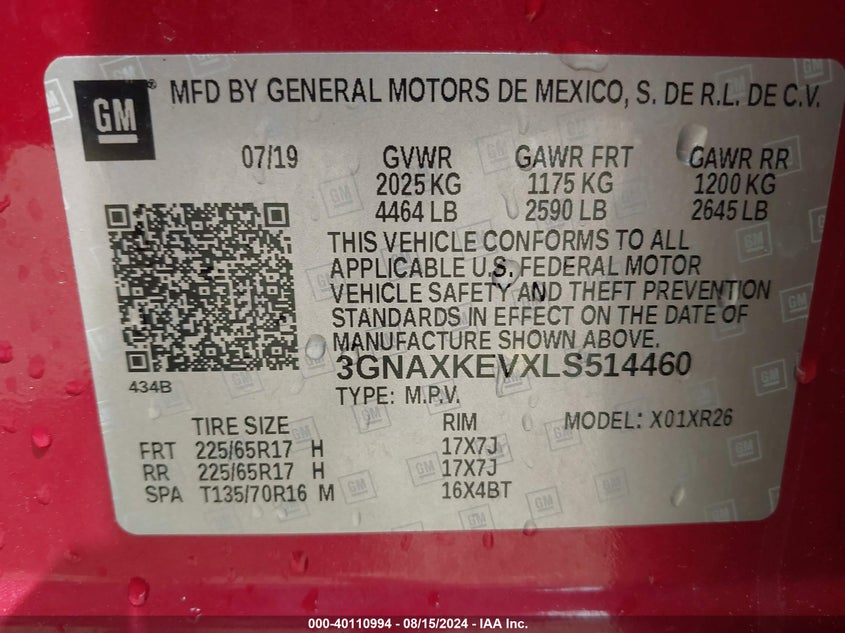 GM
MFD BY GENERAL MOTORS DE MEXICO, S. DE R.L. DE C.V.
07/19 GVWR GAWR FRT GAWR RR
2025 KG 1175 KG 1200 KG
4464 LB 2590 LB 2645 LB
THIS VEHICLE CONFORMS TO ALL
APPLICABLE U.S. FEDERAL MOTOR
VEHICLE SAFETY AND THEFT PREVENTION
STANDARDS IN EFFECT ON THE DATE OF
MANUFACTURE SHOWN ABOVE.
3GNAXKEVXLS514460
434B
TYPE: M.P.V.
TIRE SIZE RIM MODEL: X01XR26
FRT 225/65R17 H 17X7J
RR 225/65R17 H 17X7J
SPA T135/70R16 M 16X4BT
000-40110994 - 08/15/2024 - IAA Inc.